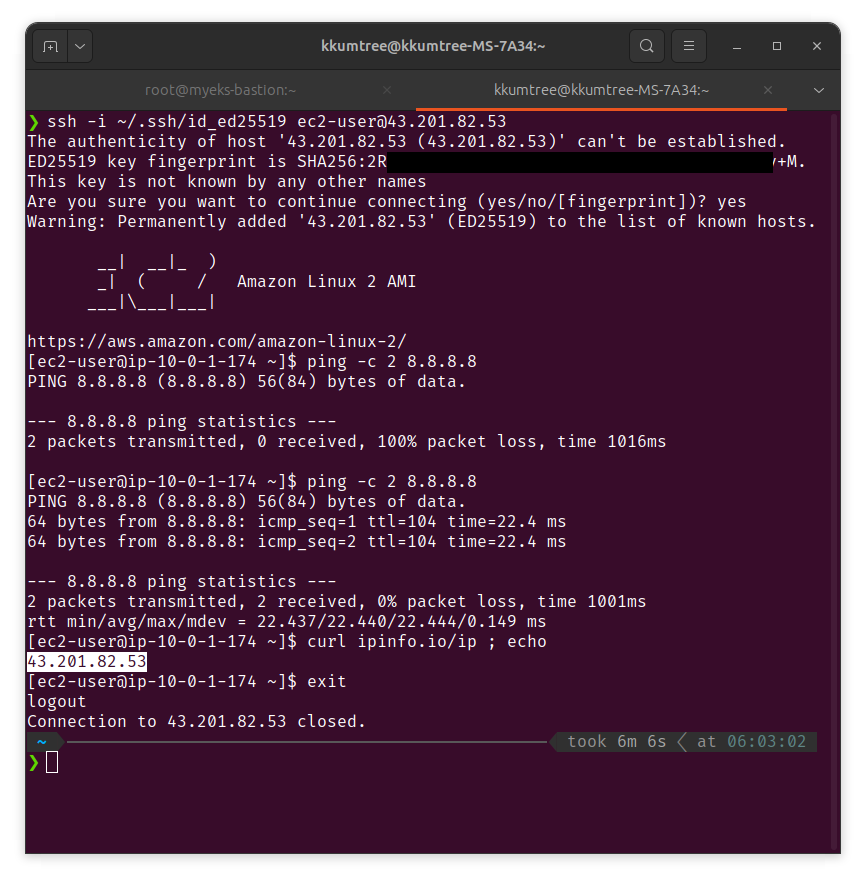 kkumtree@kkumtree-MS-7A34:~
root@myeks-bastion:~
kkumtree@kkumtree-MS-7A34:~
❯ ssh -i ~/.ssh/id_ed25519 ec2-user@43.201.82.53
The authenticity of host '43.201.82.53 (43.201.82.53)' can't be established.
ED25519 key fingerprint is SHA256:2R y+M.
This key is not known by any other names
Are you sure you want to continue connecting (yes/no/[fingerprint])? yes
Warning: Permanently added '43.201.82.53' (ED25519) to the list of known hosts.
       __|  __|_  )
       _|  (     /   Amazon Linux 2 AMI
      ___|\___|___|
https://aws.amazon.com/amazon-linux-2/
[ec2-user@ip-10-0-1-174 ~]$ ping -c 2 8.8.8.8
PING 8.8.8.8 (8.8.8.8) 56(84) bytes of data.
--- 8.8.8.8 ping statistics ---
2 packets transmitted, 0 received, 100% packet loss, time 1016ms
[ec2-user@ip-10-0-1-174 ~]$ ping -c 2 8.8.8.8
PING 8.8.8.8 (8.8.8.8) 56(84) bytes of data.
64 bytes from 8.8.8.8: icmp_seq=1 ttl=104 time=22.4 ms
64 bytes from 8.8.8.8: icmp_seq=2 ttl=104 time=22.4 ms
--- 8.8.8.8 ping statistics ---
2 packets transmitted, 2 received, 0% packet loss, time 1001ms
rtt min/avg/max/mdev = 22.437/22.440/22.444/0.149 ms
[ec2-user@ip-10-0-1-174 ~]$ curl ipinfo.io/ip ; echo
43.201.82.53
[ec2-user@ip-10-0-1-174 ~]$ exit
logout
Connection to 43.201.82.53 closed.
~ took 6m 6s at 06:03:02
❯